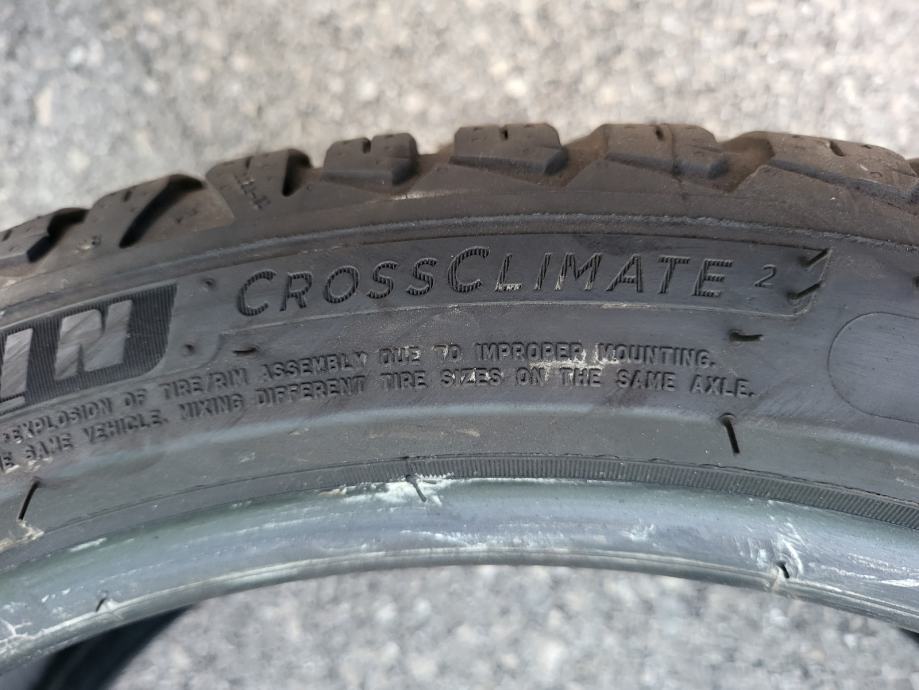 CROSSCLIMATE 2
IN
EXPLOSION OF TIRE/RIM ASSEMBLY DUE TO IMPROPER MOUNTING.
SAME VEHICLE. MIXING DIFFERENT TIRE SIZES ON THE SAME AXLE.